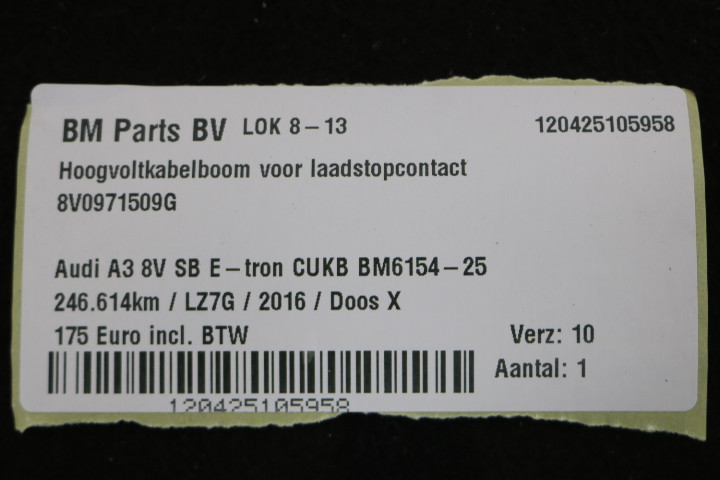 BM Parts BV LOK 8-13 120425105958
Hoogvoltkabelboom voor laadstopcontact
8V0971509G
Audi A3 8V SB E-tron CUKB BM6154-25
246.614km / LZ7G / 2016 / Doos X
175 Euro incl. BTW Verz: 10
Aantal: 1
120425105958